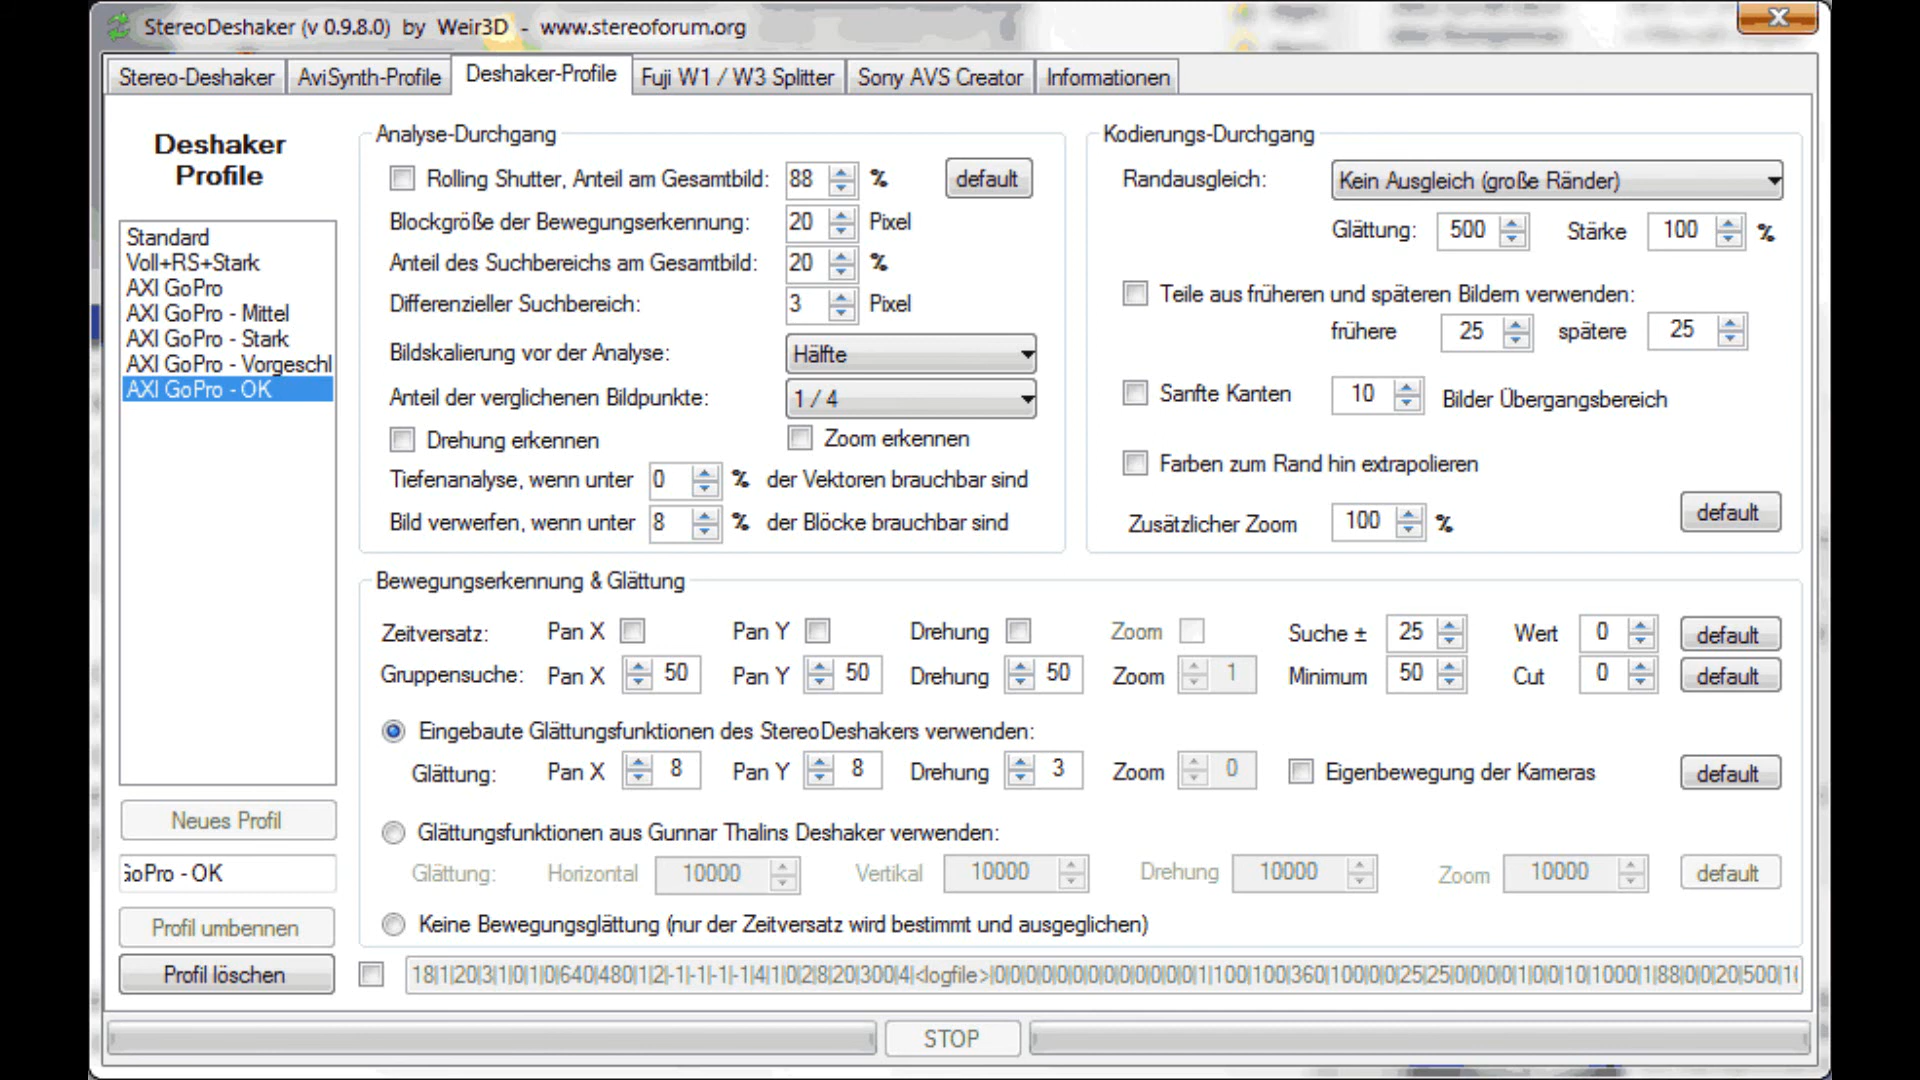 StereoDeshaker (v 0.9.8.0) by Weir3D - www.stereoforum.org
Stereo-Deshaker AviSynth-Profile Deshaker-Profile Fuji W1 / W3 Splitter Sony AVS Creator Informationen
Deshaker
Profile
Standard
Voll+RS+Stark
AXI GoPro
AXI GoPro - Mittel
AXI GoPro - Stark
AXI GoPro - Vorgeschl
AXI GoPro - OK
Neues Profil
GoPro - OK
Profil umbennen
Profil löschen
Analyse-Durchgang
Rolling Shutter, Anteil am Gesamtbild: 88 % default
Blockgröße der Bewegungserkennung: 20 Pixel
Anteil des Suchbereichs am Gesamtbild: 20 %
Differenzieller Suchbereich: 3 Pixel
Bildskalierung vor der Analyse: Hälfte
Anteil der verglichenen Bildpunkte: 1 / 4
Drehung erkennen Zoom erkennen
Tiefenanalyse, wenn unter 0 % der Vektoren brauchbar sind
Bild verwerfen, wenn unter 8 % der Blöcke brauchbar sind
Kodierungs-Durchgang
Randausgleich: Kein Ausgleich (große Ränder)
Glättung: 500 Stärke 100 %
Teile aus früheren und späteren Bildern verwenden:
frühere 25 spätere 25
Sanfte Kanten 10 Bilder Übergangsbereich
Farben zum Rand hin extrapolieren
Zusätzlicher Zoom 100 % default
Bewegungserkennung & Glättung
Zeitversatz: Pan X Pan Y Drehung Zoom Suche ± 25 Wert 0 default
Gruppensuche: Pan X 50 Pan Y 50 Drehung 50 Zoom 1 Minimum 50 Cut 0 default
Eingebaute Glättungsfunktionen des StereoDeshakers verwenden:
Glättung: Pan X 8 Pan Y 8 Drehung 3 Zoom 0 Eigenbewegung der Kameras default
Glättungsfunktionen aus Gunnar Thalins Deshaker verwenden:
Glättung: Horizontal 10000 Vertikal 10000 Drehung 10000 Zoom 10000 default
Keine Bewegungsglättung (nur der Zeitversatz wird bestimmt und ausgeglichen)
18|1|20|3|1|0|1|0|640|480|1|2|-1|-1|-1|-1|4|1|0|2|8|20|300|4|<logfile>|0|0|0|0|0|0|0|0|0|0|0|0|1|100|100|360|100|0|0|25|25|0|0|0|0|1|0|0|10|1000|1|88|0|0|20|500|10
STOP